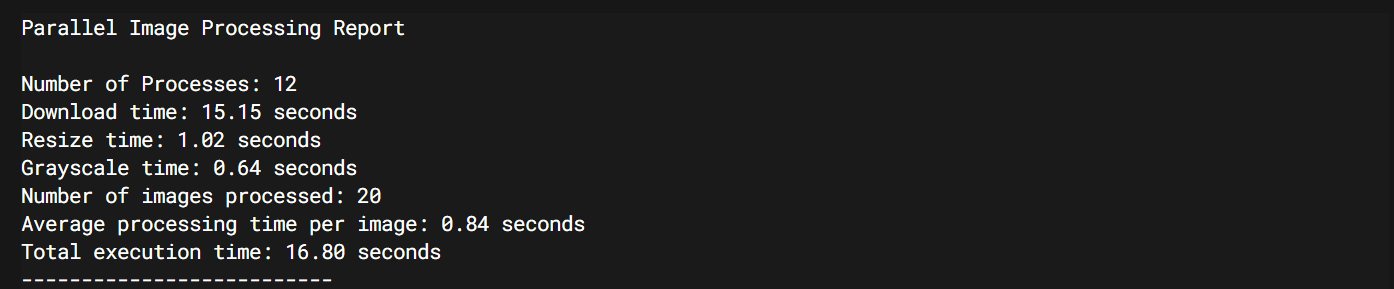 Parallel Image Processing Report
Number of Processes: 12
Download time: 15.15 seconds
Resize time: 1.02 seconds
Grayscale time: 0.64 seconds
Number of images processed: 20
Average processing time per image: 0.84 seconds
Total execution time: 16.80 seconds
--------------------------